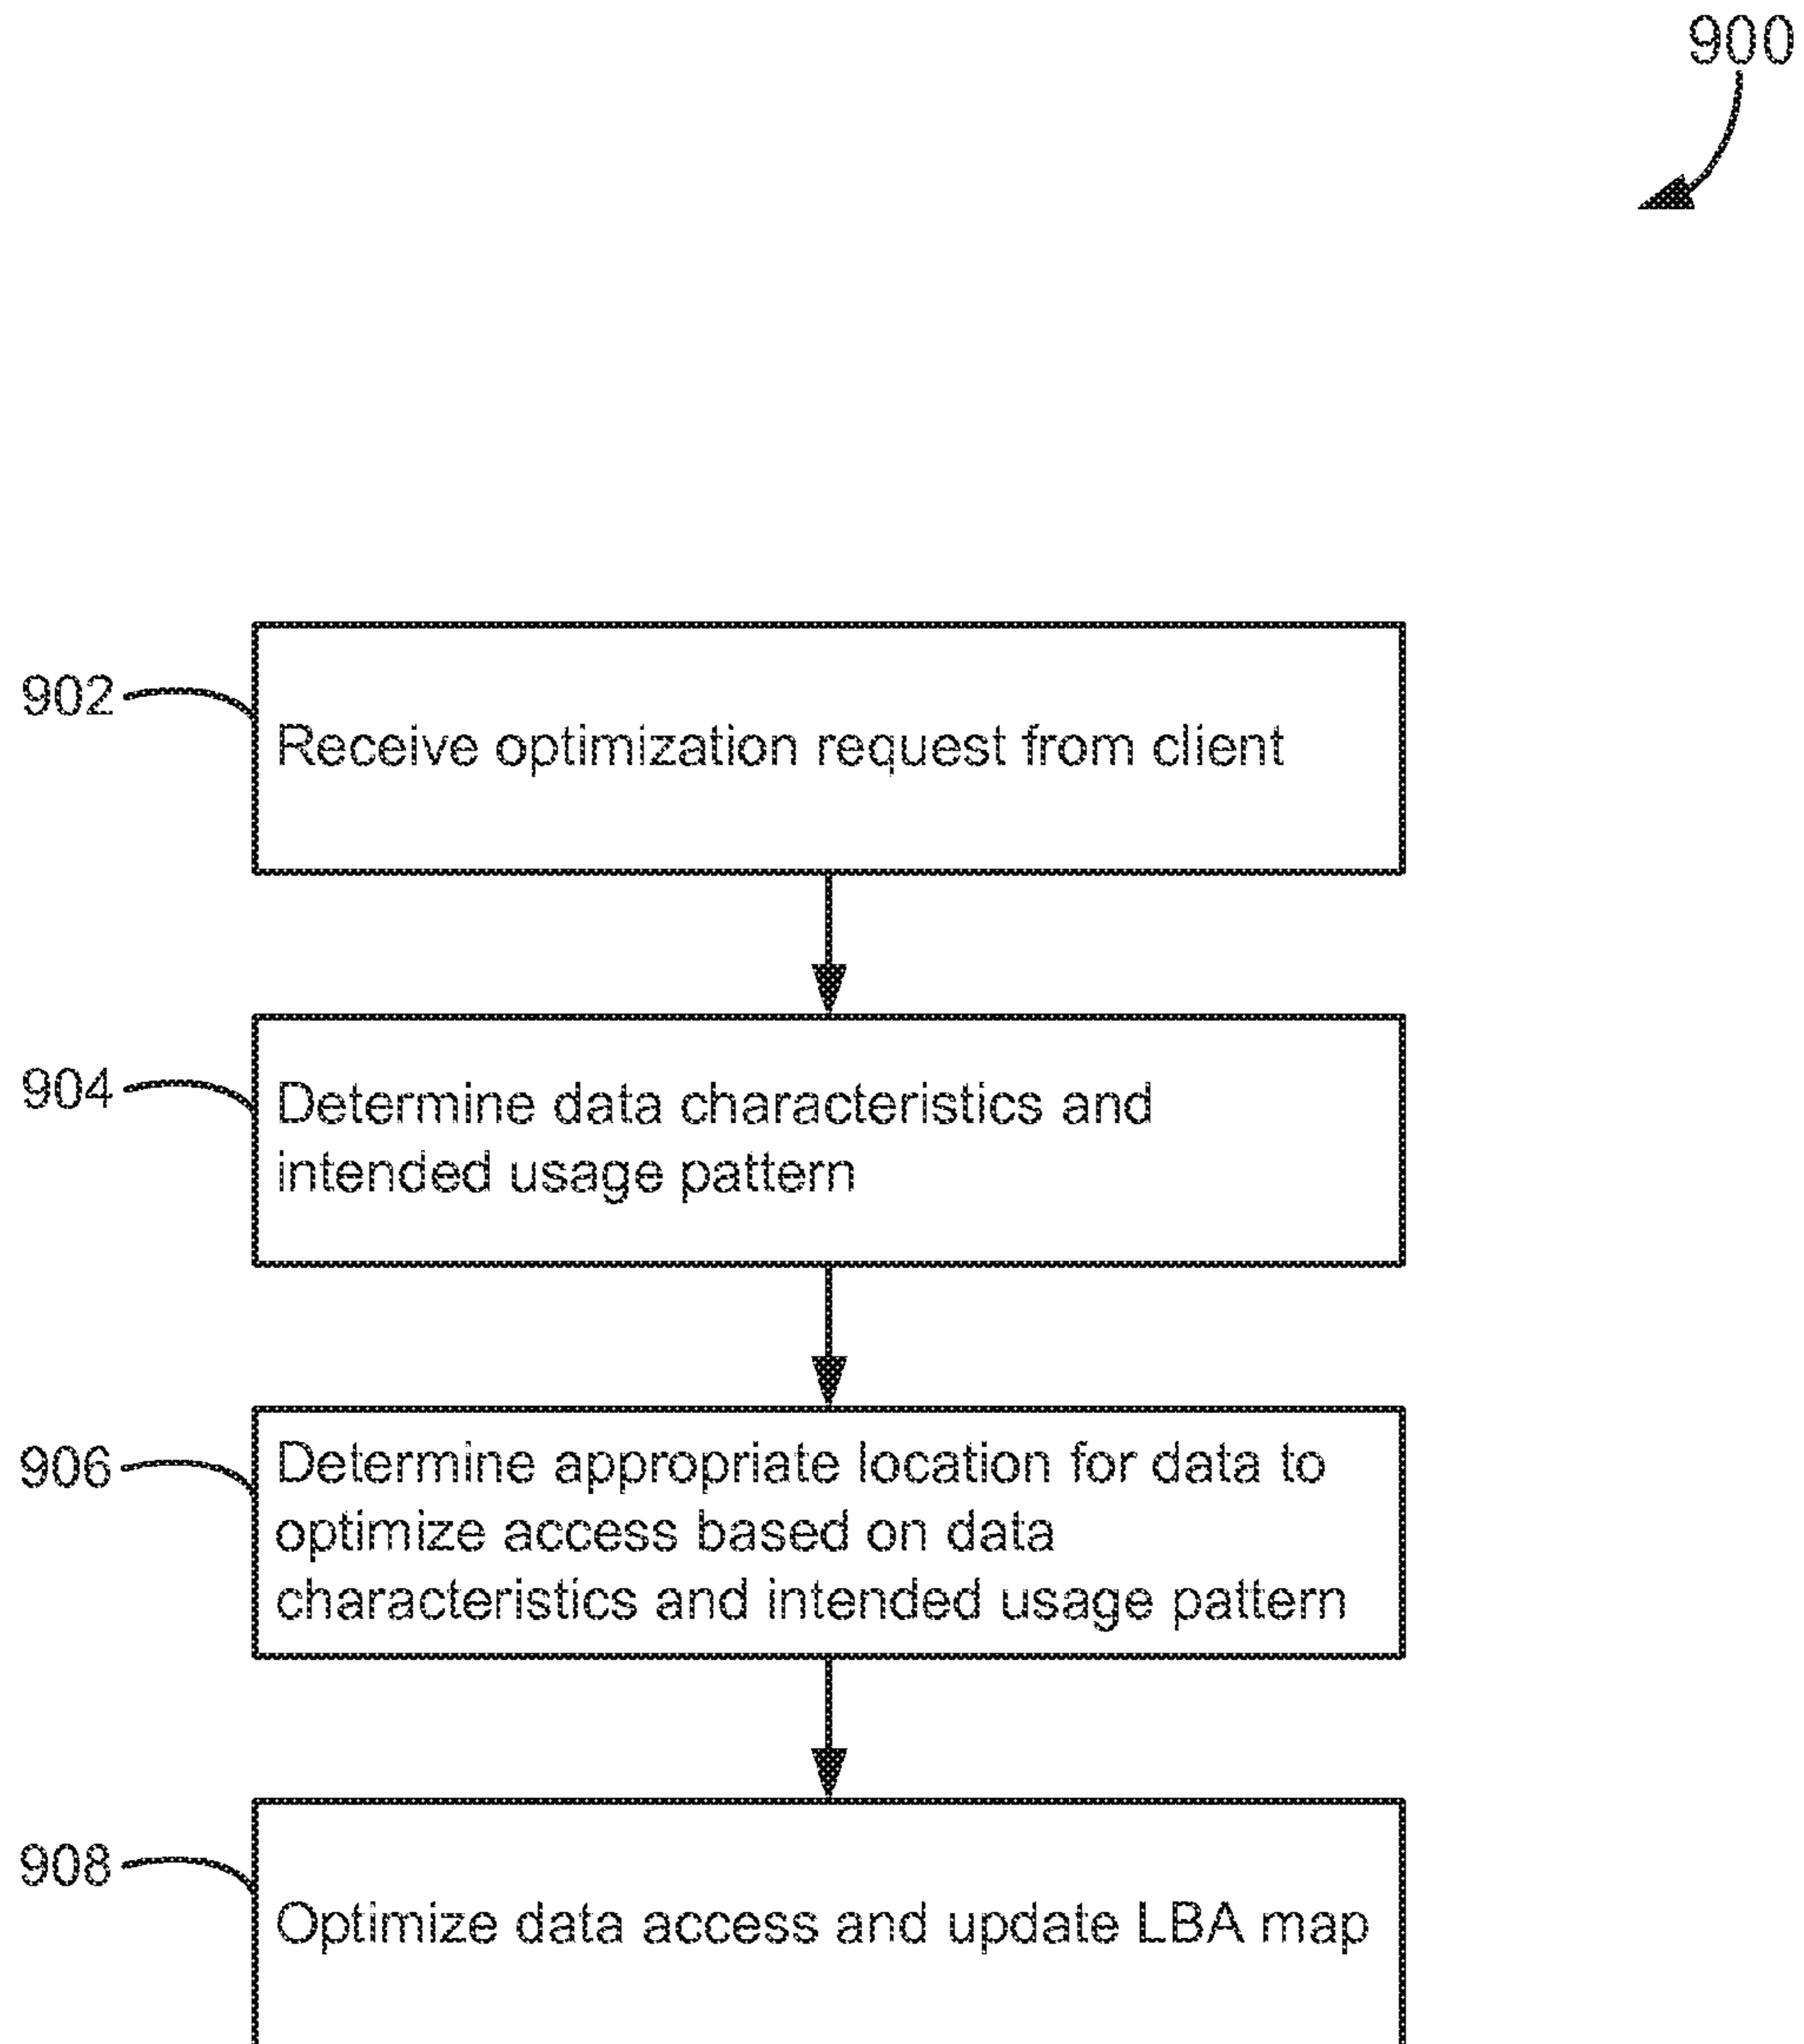 900
902
Receive optimization request from client
904
Determine data characteristics and
intended usage pattern
906
Determine appropriate location for data to
optimize access based on data
characteristics and intended usage pattern
908
Optimize data access and update LBA map